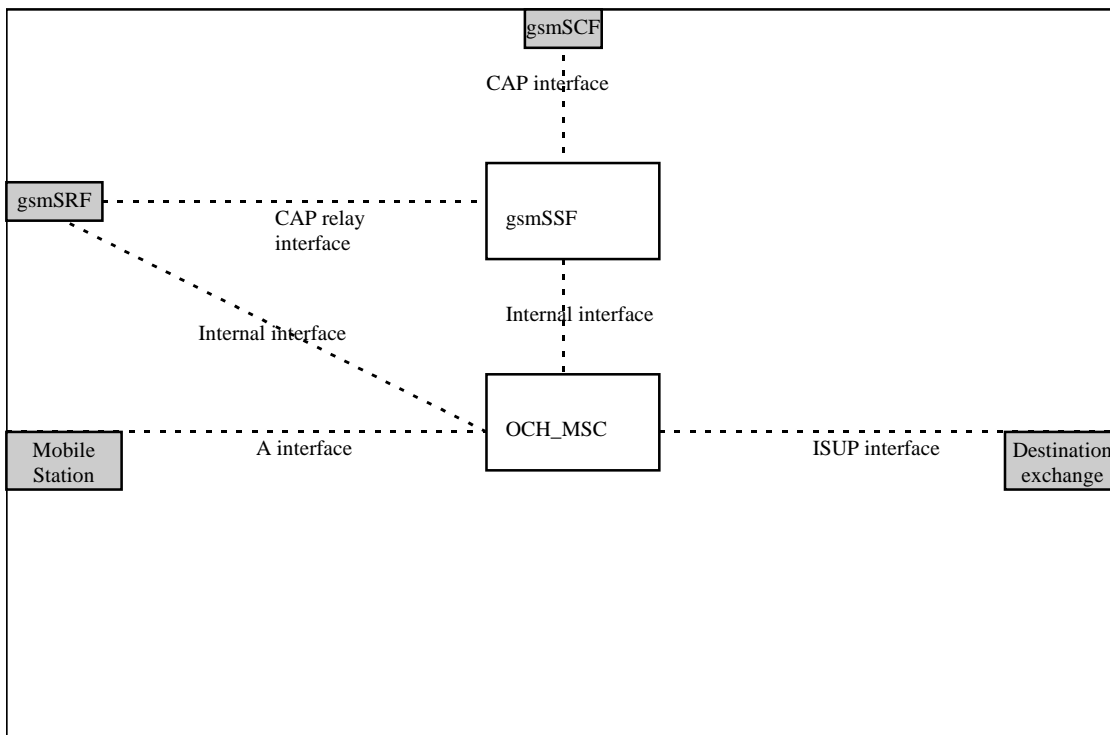 gsmSCF
CAP interface
gsmSRF
CAP relay
interface
gsmSSF
Internal interface
Internal interface
OCH_MSC
Mobile
Station
A interface
ISUP interface
Destination
exchange